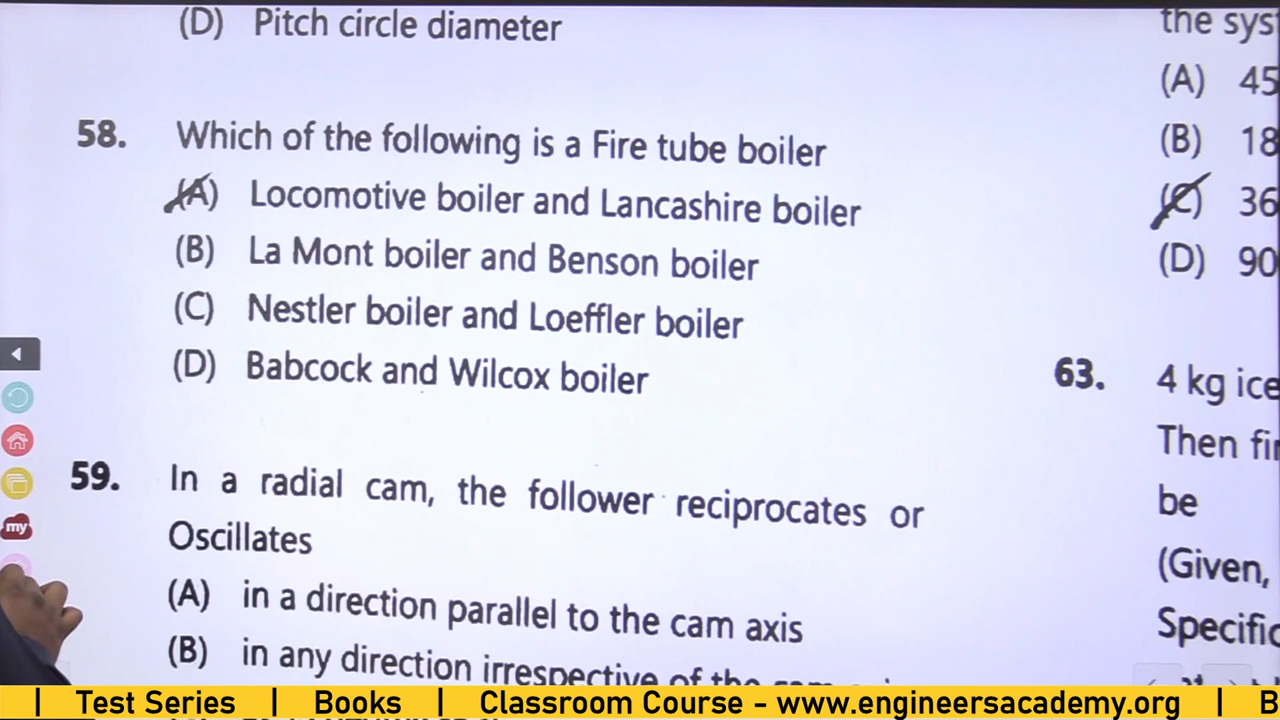 (D) Pitch circle diameter
58. Which of the following is a Fire tube boiler
(A) Locomotive boiler and Lancashire boiler
(B) La Mont boiler and Benson boiler
(C) Nestler boiler and Loeffler boiler
(D) Babcock and Wilcox boiler
59. In a radial cam, the follower reciprocates or
Oscillates
(A) in a direction parallel to the cam axis
(B) in any direction irrespective of the cam
the sys
(A) 45
(B) 18
(C) 36
(D) 90
63. 4 kg ice
Then fin
be
(Given,
Specific
my
| Test Series | Books | Classroom Course - www.engineersacademy.org | B